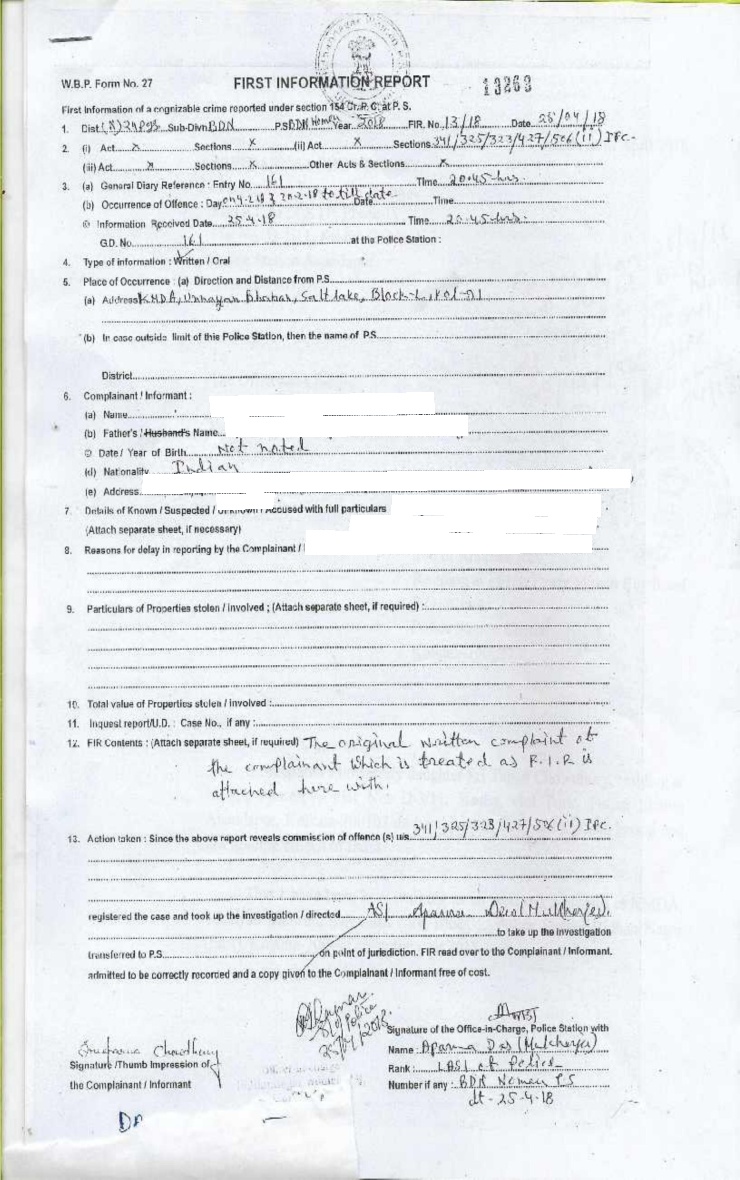 W.B.P. Form No. 27 FIRST INFORMATION REPORT 13263
First Information of a cognizable crime reported under section 154 Cr. P. C. at P. S.
1. Dist (N) 24 PGS Sub-Divn BDN P.S BDN Women Year 2018 FIR. No. 13/18 Date 25/04/18
2. (i) Act X Sections X (ii) Act X Sections 341/325/323/427/506(ii) IPC-
(iii) Act X Sections X Other Acts & Sections X
3. (a) General Diary Reference : Entry No. 161 Time 20.45 hrs.
(b) Occurrence of Offence : Day to till date Date Time
© Information Received Date 25.4.18 Time 20.45 hrs.
G.D. No. 161 at the Police Station :
4. Type of information : Written / Oral
5. Place of Occurrence : (a) Direction and Distance from P.S.
(a) Address KMDA, Unnayan Bhavan, Salt lake, Block-L, Kol-91
(b) In case outside limit of this Police Station, then the name of P.S.
District
6. Complainant / Informant :
(a) Name
(b) Father's / Husband's Name
© Date / Year of Birth Not noted
(d) Nationality Indian
(e) Address
7. Details of Known / Suspected / Unknown / Accused with full particulars
(Attach separate sheet, if necessary)
8. Reasons for delay in reporting by the Complainant /
9. Particulars of Properties stolen / involved ; (Attach separate sheet, if required) :
10. Total value of Properties stolen / involved :
11. Inquest report/U.D. : Case No., if any :
12. FIR Contents : (Attach separate sheet, if required) The original written complaint of
the complainant which is treated as F.I.R is
attached here with.
13. Action taken : Since the above report reveals commission of offence (s) u/s. 341/325/323/427/506(ii) IPC.
registered the case and took up the investigation / directed ASI Aparna Das (Mukherjee).
to take up the investigation
transferred to P.S. on point of jurisdiction. FIR read over to the Complainant / Informant,
admitted to be correctly recorded and a copy given to the Complainant / Informant free of cost.
SI of Police
25/04/2018
Signature of the Office-in-Charge, Police Station with
Chowdhury
Name : Aparna Das (Mukherjee)
Signature /Thumb Impression of
Rank : LASI of Police
the Complainant / Informant
Number if any : BDN Women PS
dt - 25-4-18